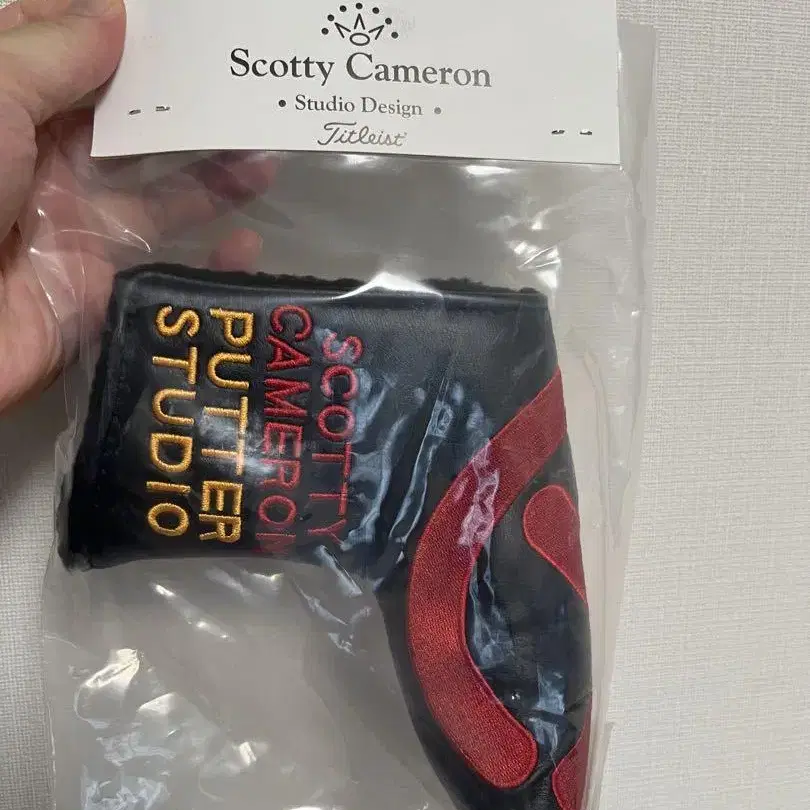 Scotty Cameron
• Studio Design •
Titleist
SCOTTY
CAMERON
PUTTER
STUDIO